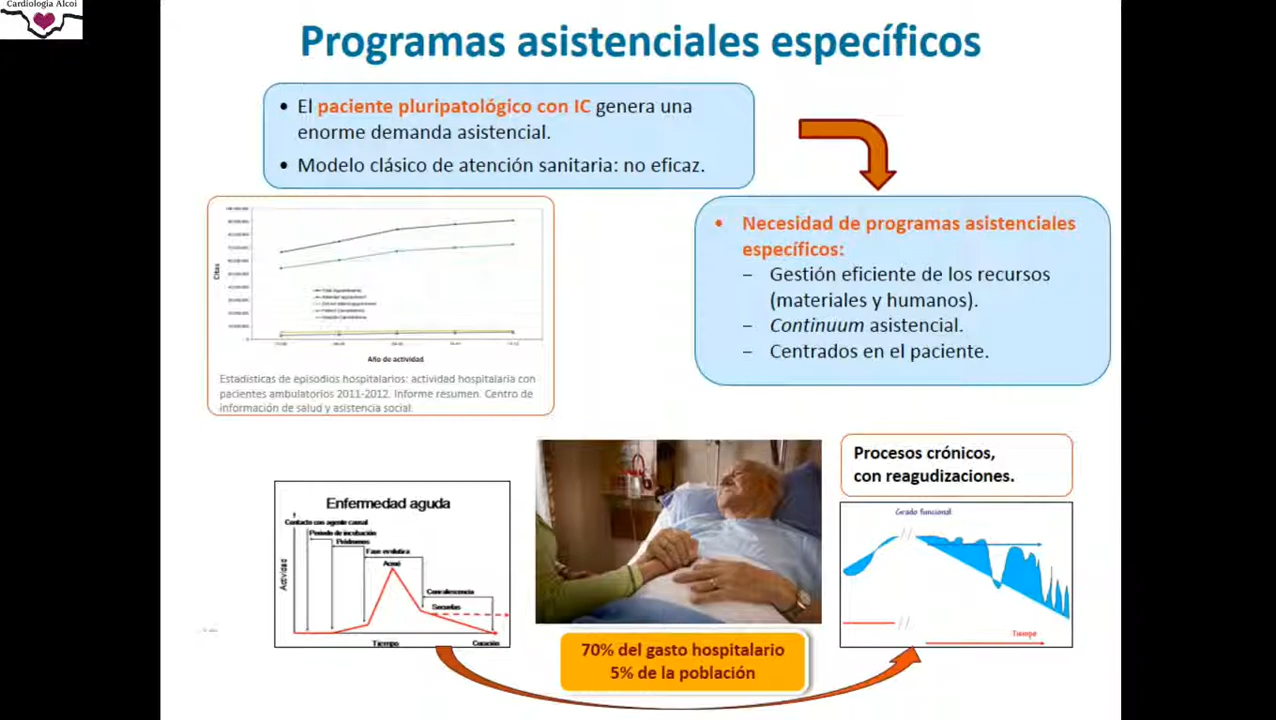 Cardiología Alcoi
Programas asistenciales específicos
• El paciente pluripatológico con IC genera una
enorme demanda asistencial.
• Modelo clásico de atención sanitaria: no eficaz.
• Necesidad de programas asistenciales
específicos:
– Gestión eficiente de los recursos
(materiales y humanos).
– Continuum asistencial.
– Centrados en el paciente.
Citas
Año de actividad
Estadísticas de episodios hospitalarios: actividad hospitalaria con
pacientes ambulatorios 2011-2012. Informe resumen. Centro de
información de salud y asistencia social.
Enfermedad aguda
Contacto con agente causal
Periodo de incubación
Pródromos
Fase evolutiva
Acmé
Convalescencia
Secuelas
Actividad
Tiempo
Curación
70% del gasto hospitalario
5% de la población
Procesos crónicos,
con reagudizaciones.
Grado funcional
Tiempo